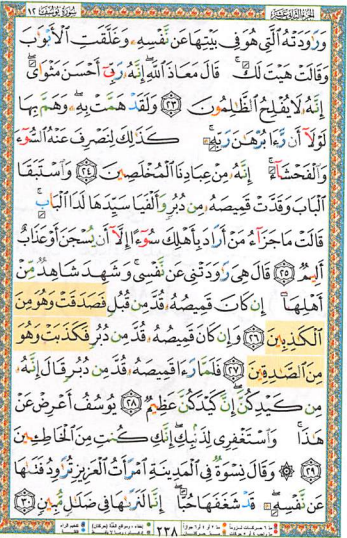 الجزء الثاني عشر
سورة يوسف ١٢
وَرَٰوَدَتْهُ ٱلَّتِى هُوَ فِى بَيْتِهَا عَن نَّفْسِهِۦ وَغَلَّقَتِ ٱلْأَبْوَٰبَ
وَقَالَتْ هَيْتَ لَكَ ۚ قَالَ مَعَاذَ ٱللَّهِ ۖ إِنَّهُۥ رَبِّىٓ أَحْسَنَ مَثْوَاىَ ۖ
إِنَّهُۥ لَا يُفْلِحُ ٱلظَّٰلِمُونَ ٢٣ وَلَقَدْ هَمَّتْ بِهِۦ ۖ وَهَمَّ بِهَا
لَوْلَآ أَن رَّءَا بُرْهَٰنَ رَبِّهِۦ ۚ كَذَٰلِكَ لِنَصْرِفَ عَنْهُ ٱلسُّوٓءَ
وَٱلْفَحْشَآءَ ۚ إِنَّهُۥ مِنْ عِبَادِنَا ٱلْمُخْلَصِينَ ٢٤ وَٱسْتَبَقَا
ٱلْبَابَ وَقَدَّتْ قَمِيصَهُۥ مِن دُبُرٍ وَأَلْفَيَا سَيِّدَهَا لَدَا ٱلْبَابِ ۚ
قَالَتْ مَا جَزَآءُ مَنْ أَرَادَ بِأَهْلِكَ سُوٓءًا إِلَّآ أَن يُسْجَنَ أَوْ عَذَابٌ
أَلِيمٌ ٢٥ قَالَ هِىَ رَٰوَدَتْنِى عَن نَّفْسِى ۚ وَشَهِدَ شَاهِدٌ مِّنْ
أَهْلِهَآ إِن كَانَ قَمِيصُهُۥ قُدَّ مِن قُبُلٍ فَصَدَقَتْ وَهُوَ مِنَ
ٱلْكَٰذِبِينَ ٢٦ وَإِن كَانَ قَمِيصُهُۥ قُدَّ مِن دُبُرٍ فَكَذَبَتْ وَهُوَ
مِنَ ٱلصَّٰدِقِينَ ٢٧ فَلَمَّا رَءَا قَمِيصَهُۥ قُدَّ مِن دُبُرٍ قَالَ إِنَّهُۥ
مِن كَيْدِكُنَّ ۖ إِنَّ كَيْدَكُنَّ عَظِيمٌ ٢٨ يُوسُفُ أَعْرِضْ عَنْ
هَٰذَا ۚ وَٱسْتَغْفِرِى لِذَنۢبِكِ ۖ إِنَّكِ كُنتِ مِنَ ٱلْخَاطِـِٔينَ
٢٩ ۞ وَقَالَ نِسْوَةٌ فِى ٱلْمَدِينَةِ ٱمْرَأَتُ ٱلْعَزِيزِ تُرَٰوِدُ فَتَىٰهَا
عَن نَّفْسِهِۦ ۖ قَدْ شَغَفَهَا حُبًّا ۖ إِنَّا لَنَرَىٰهَا فِى ضَلَٰلٍ مُّبِينٍ ٣٠
٢٣٨